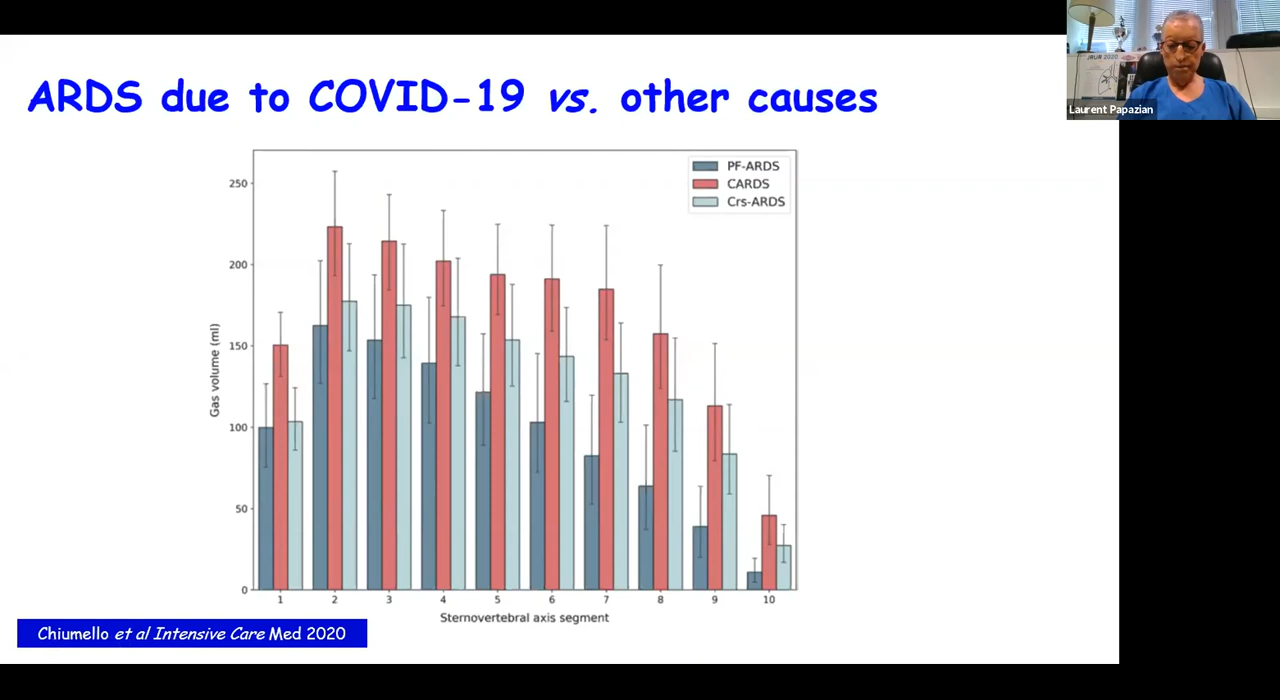 ARDS due to COVID-19 vs. other causes
JRUR 2020
Laurent Papazian
PF-ARDS
CARDS
Crs-ARDS
250
200
150
100
50
0
Gas volume (ml)
1 2 3 4 5 6 7 8 9 10
Sternovertebral axis segment
Chiumello et al Intensive Care Med 2020